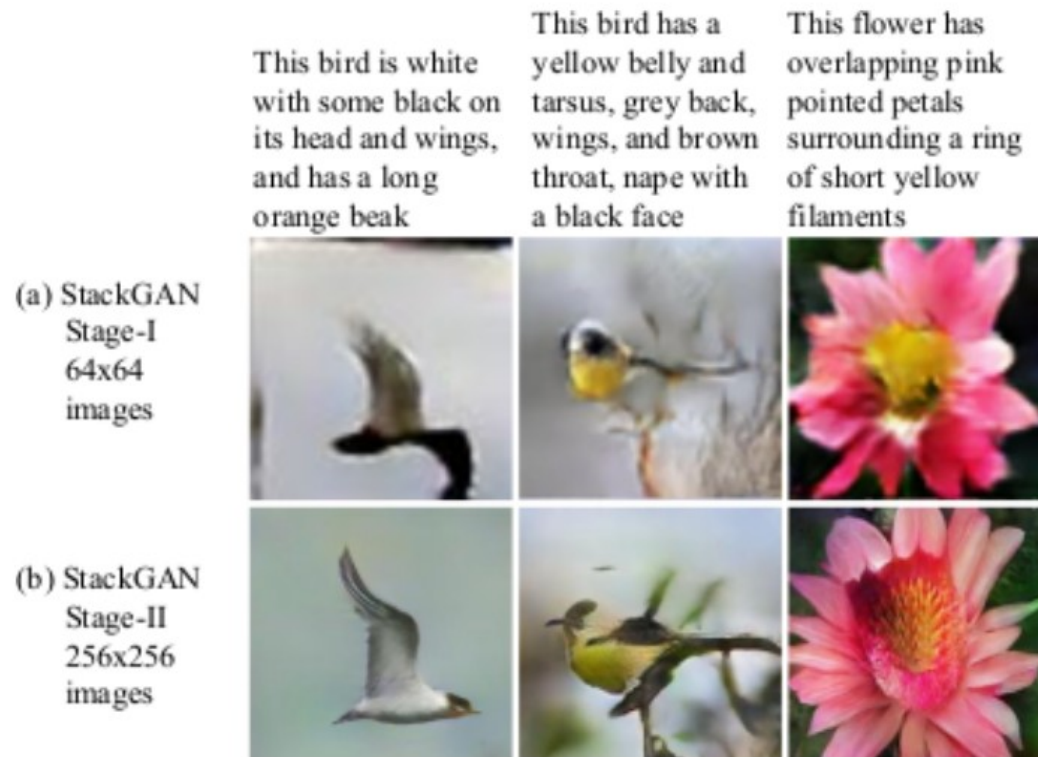 This bird is white
with some black on
its head and wings,
and has a long
orange beak
This bird has a
yellow belly and
tarsus, grey back,
wings, and brown
throat, nape with
a black face
This flower has
overlapping pink
pointed petals
surrounding a ring
of short yellow
filaments
(a) StackGAN
Stage-I
64x64
images
(b) StackGAN
Stage-II
256x256
images